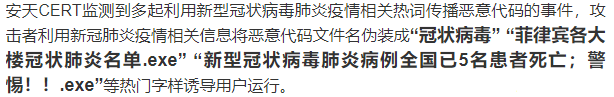 安天CERT监测到多起利用新型冠状病毒肺炎疫情相关热词传播恶意代码的事件，攻
击者利用新冠肺炎疫情相关信息将恶意代码文件名伪装成“冠状病毒” “菲律宾各大
楼冠状肺炎名单.exe” “新型冠状病毒肺炎病例全国已5名患者死亡；警
惕！！.exe”等热门字样诱导用户运行。